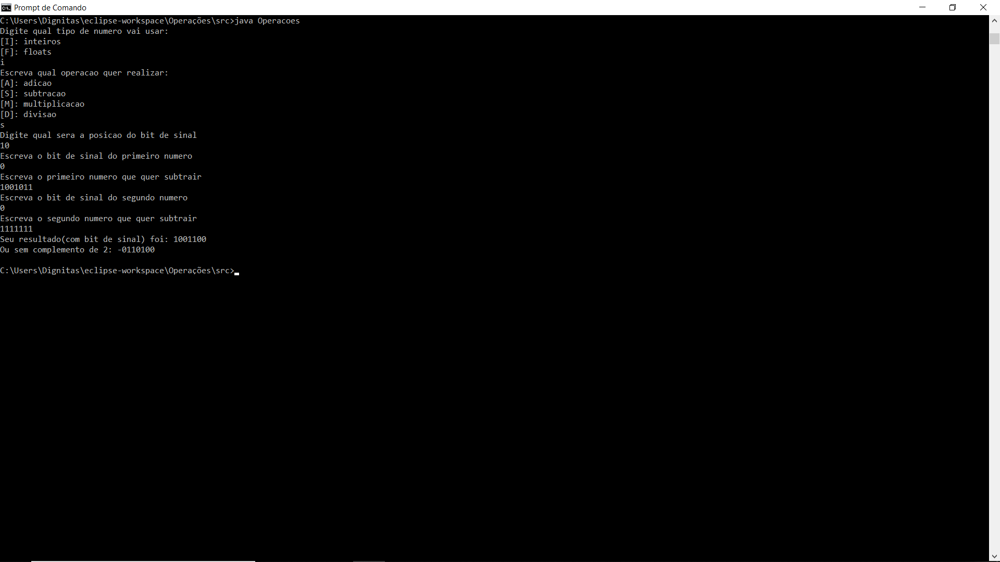 Prompt de Comando
C:\Users\Dignitas\eclipse-workspace\Operações\src>java Operacoes
Digite qual tipo de numero vai usar:
[I]: inteiros
[F]: floats
i
Escreva qual operacao quer realizar:
[A]: adicao
[S]: subtracao
[M]: multiplicacao
[D]: divisao
s
Digite qual sera a posicao do bit de sinal
10
Escreva o bit de sinal do primeiro numero
0
Escreva o primeiro numero que quer subtrair
1001011
Escreva o bit de sinal do segundo numero
0
Escreva o segundo numero que quer subtrair
1111111
Seu resultado(com bit de sinal) foi: 1001100
Ou sem complemento de 2: -0110100
C:\Users\Dignitas\eclipse-workspace\Operações\src>